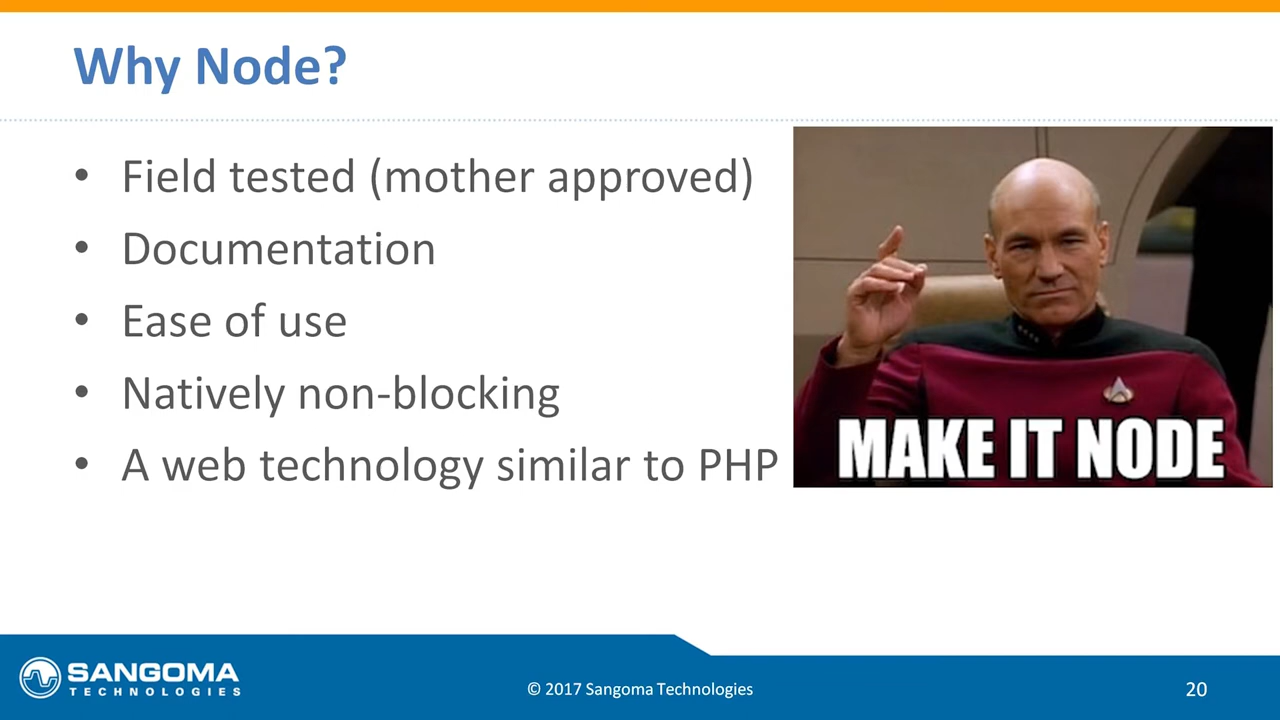 Why Node?
• Field tested (mother approved)
• Documentation
• Ease of use
• Natively non-blocking
• A web technology similar to PHP
MAKE IT NODE
SANGOMA
TECHNOLOGIES
© 2017 Sangoma Technologies
20